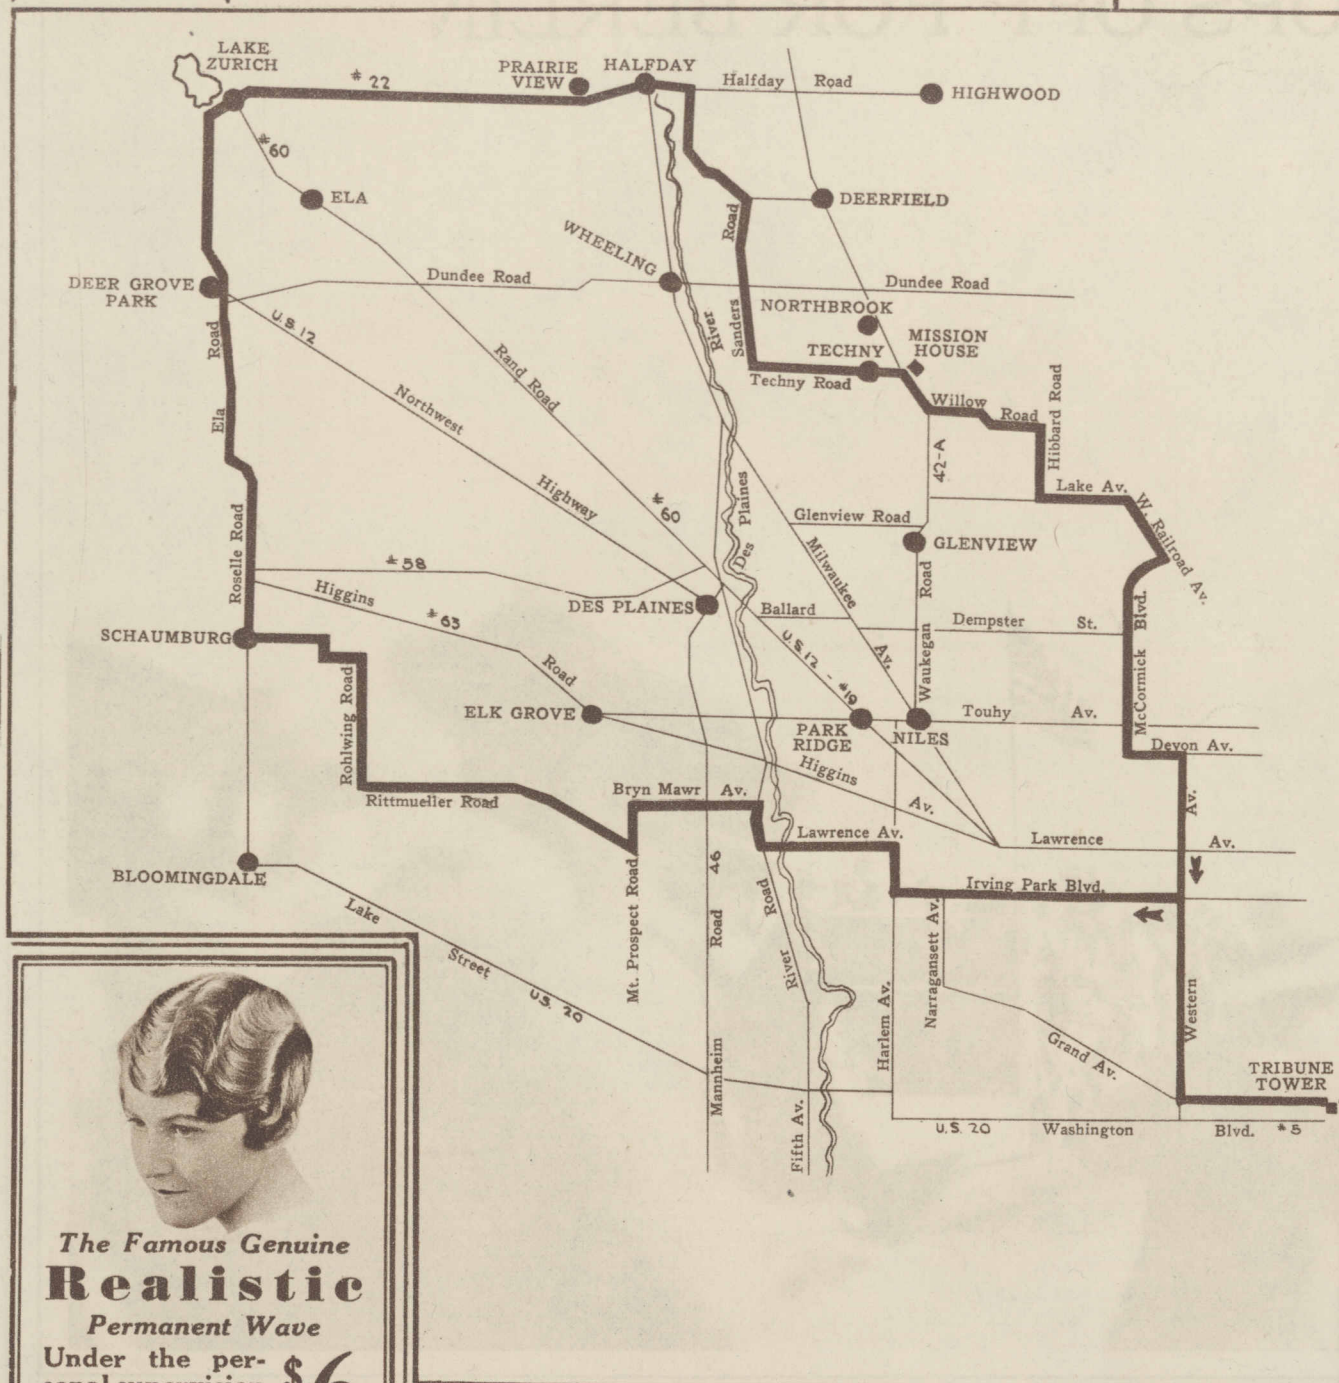 LAKE
ZURICH
# 22
PRAIRIE
VIEW
HALFDAY
Halfday Road
HIGHWOOD
#60
ELA
DEERFIELD
Road
WHEELING
DEER GROVE
PARK
Dundee Road
Dundee Road
U.S. 12
NORTHBROOK
River
Sanders
MISSION
HOUSE
TECHNY
Road
Rand Road
Techny Road
Willow
Road
Hibbard Road
Northwest
Ela
42-A
Highway
#60
Plaines
Lake Av.
W. Railroad Av.
Glenview Road
GLENVIEW
Roselle Road
Des
Milwaukee
Road
#58
Higgins
#63
DES PLAINES
Ballard
Dempster St.
Blvd.
SCHAUMBURG
U.S. 12 - #19
Av.
Waukegan
Road
McCormick
Rohlwing Road
ELK GROVE
PARK
RIDGE
NILES
Touhy Av.
Devon Av.
Higgins
Av.
Av.
Rittmueller Road
Bryn Mawr Av.
Lawrence Av.
Lawrence Av.
46
BLOOMINGDALE
Irving Park Blvd.
Lake
Street
U.S. 20
Mt. Prospect Road
Road
Road
River
Narragansett Av.
Harlem Av.
Western
Grand Av.
Mannheim
TRIBUNE
TOWER
Fifth Av.
U.S. 20 Washington Blvd. #5
The Famous Genuine
Realistic
Permanent Wave
Under the per-
sonal supervision
$6